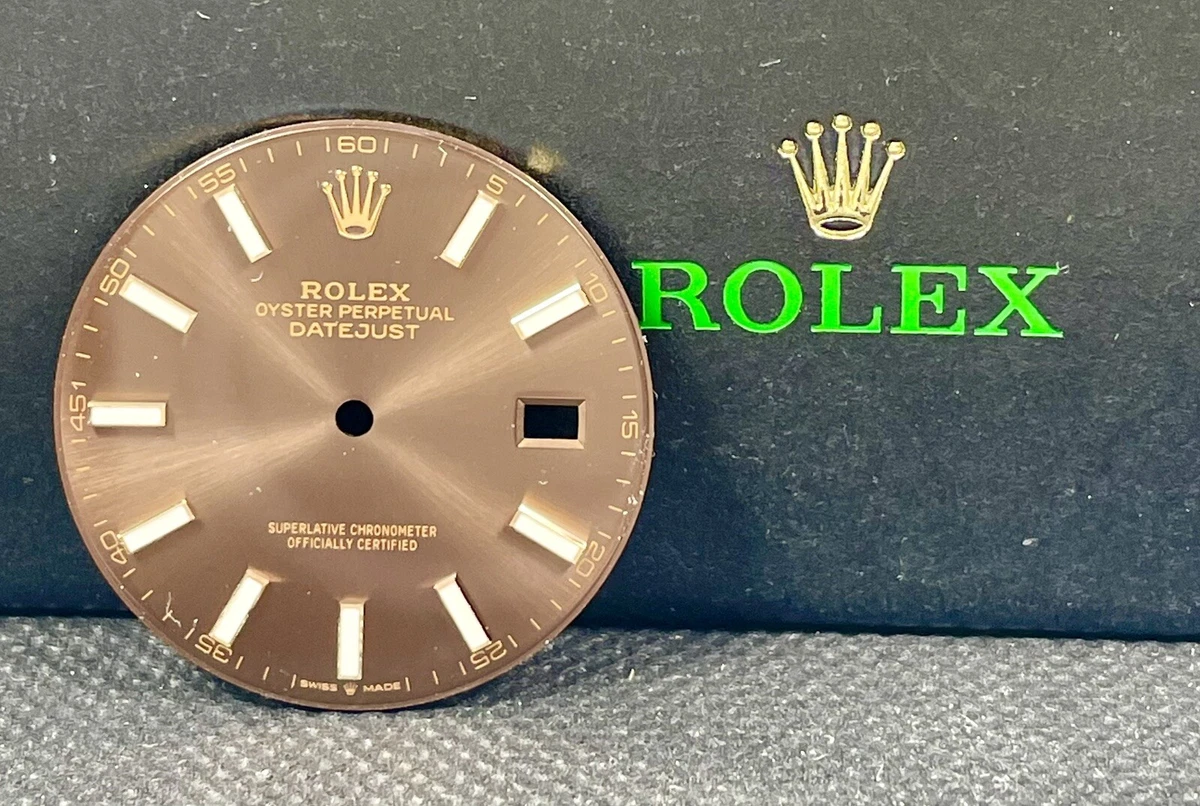 60
5
10
15
20
25
35
40
45
50
55
ROLEX
OYSTER PERPETUAL
DATEJUST
SUPERLATIVE CHRONOMETER
OFFICIALLY CERTIFIED
SWISS MADE
ROLEX